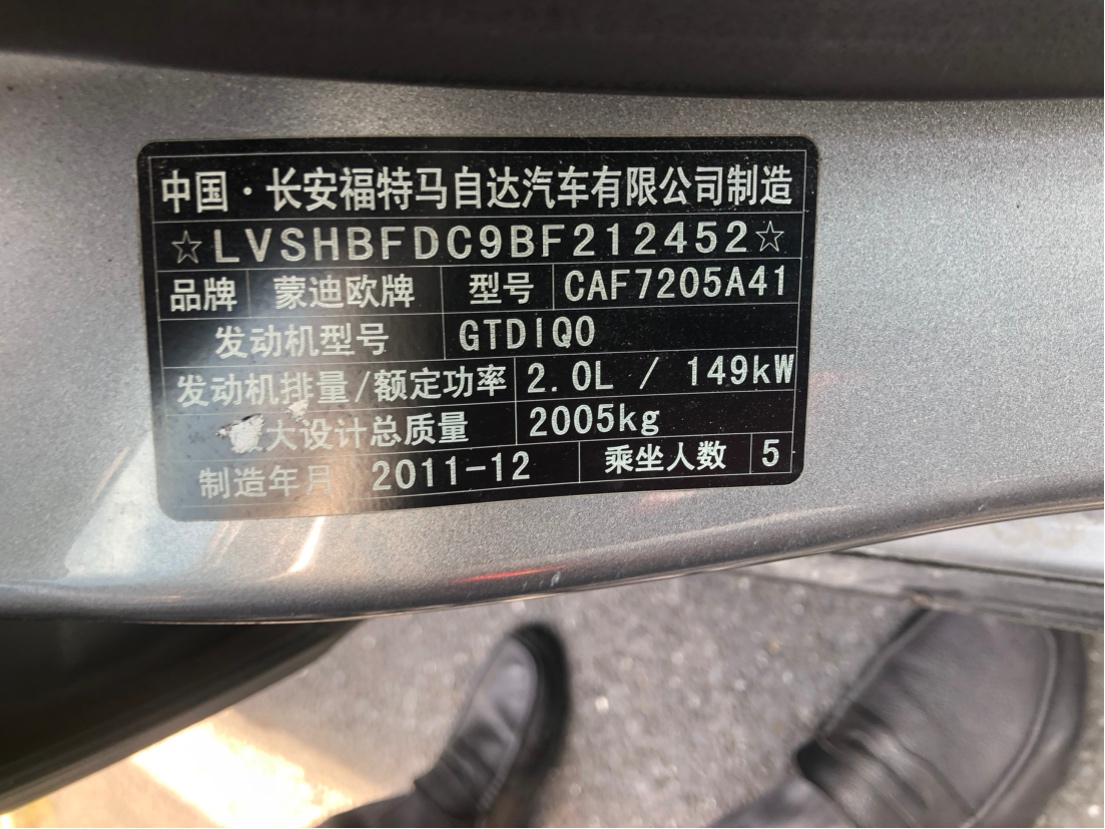 中国·长安福特马自达汽车有限公司制造
☆LVSHBFDC9BF212452☆
品牌 蒙迪欧牌 型号 CAF7205A41
发动机型号 GTDIQ0
发动机排量/额定功率 2.0L / 149kW
大设计总质量 2005kg
制造年月 2011-12 乘坐人数 5